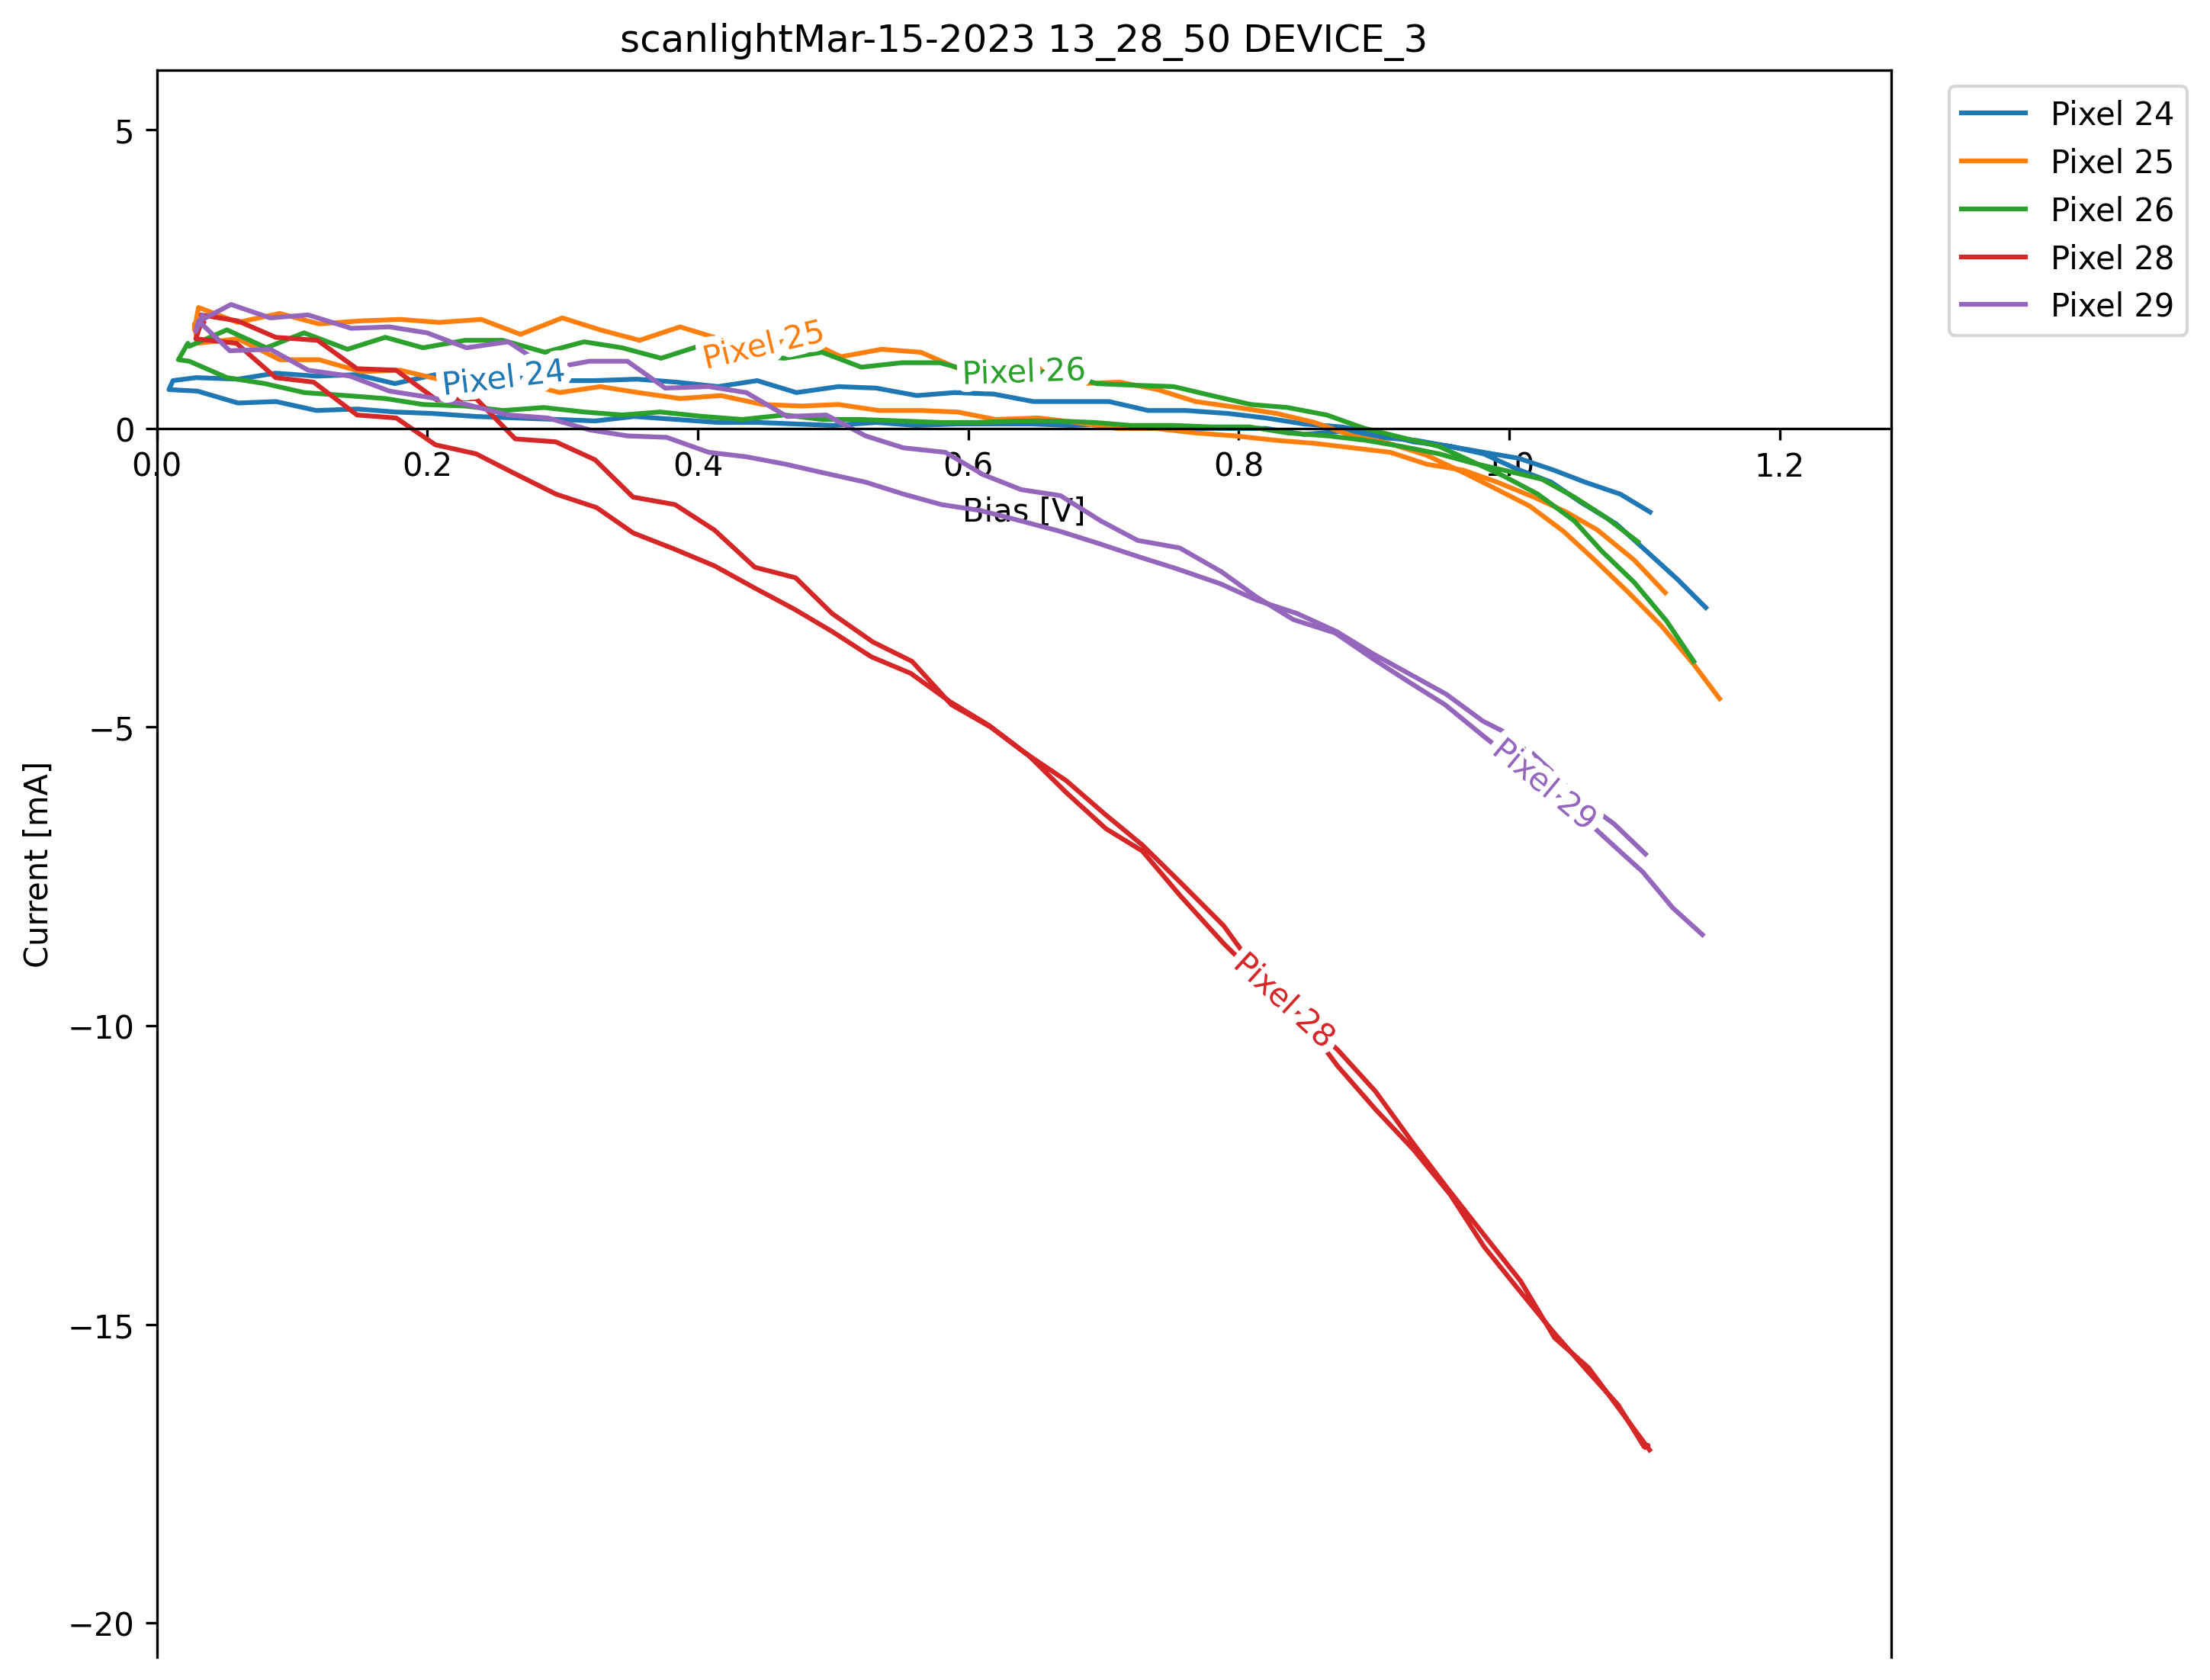 scanlightMar-15-2023 13_28_50 DEVICE_3
Pixel 24
Pixel 25
Pixel 26
Pixel 28
Pixel 29
5
0
−5
−10
−15
−20
Current [mA]
0.0 0.2 0.4 0.6 0.8 1.0 1.2
Bias [V]
Pixel 24
Pixel 25
Pixel 26
Pixel 29
Pixel 28